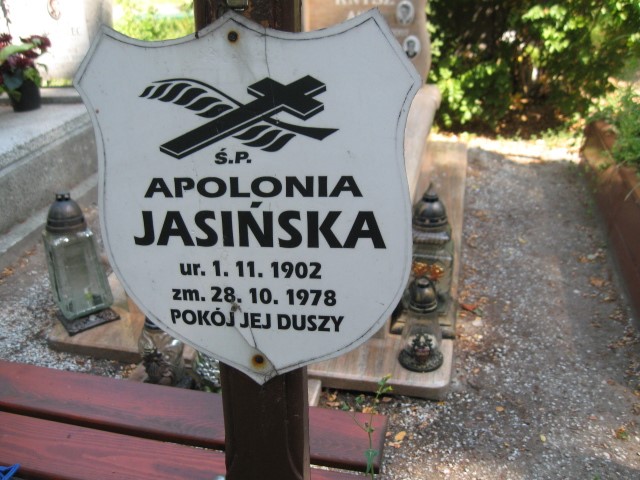 Ś.P.
APOLONIA
JASIŃSKA
ur. 1. 11. 1902
zm. 28. 10. 1978
POKÓJ JEJ DUSZY